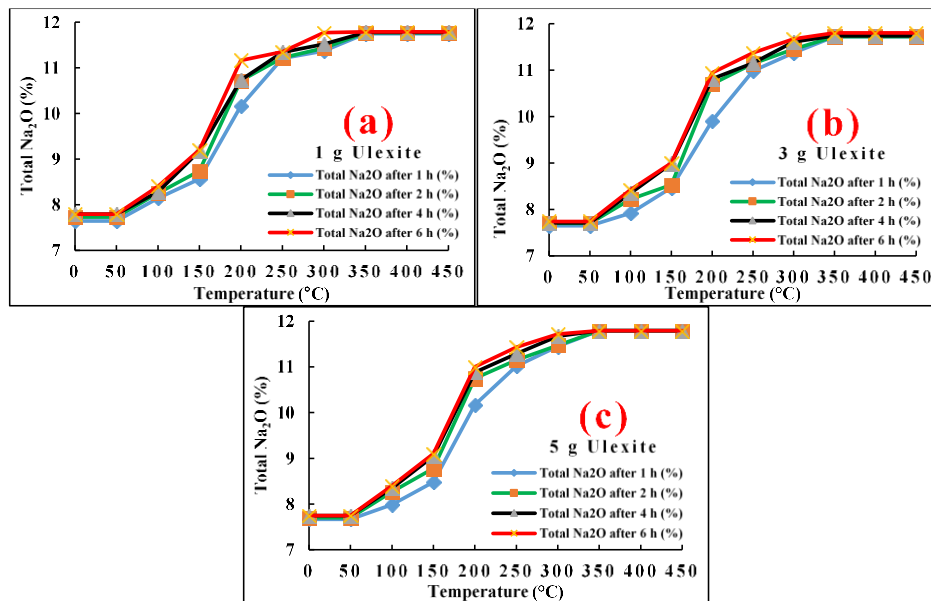 12
11
10
9
8
7
Total Na₂O (%)
(a)
1 g Ulexite
Total Na2O after 1 h (%)
Total Na2O after 2 h (%)
Total Na2O after 4 h (%)
Total Na2O after 6 h (%)
0 50 100 150 200 250 300 350 400 450
Temperature (°C)
12
11
10
9
8
7
Total Na₂O (%)
(b)
3 g Ulexite
Total Na2O after 1 h (%)
Total Na2O after 2 h (%)
Total Na2O after 4 h (%)
Total Na2O after 6 h (%)
0 50 100 150 200 250 300 350 400 450
Temperature (°C)
12
11
10
9
8
7
Total Na₂O (%)
(c)
5 g Ulexite
Total Na2O after 1 h (%)
Total Na2O after 2 h (%)
Total Na2O after 4 h (%)
Total Na2O after 6 h (%)
0 50 100 150 200 250 300 350 400 450
Temperature (°C)